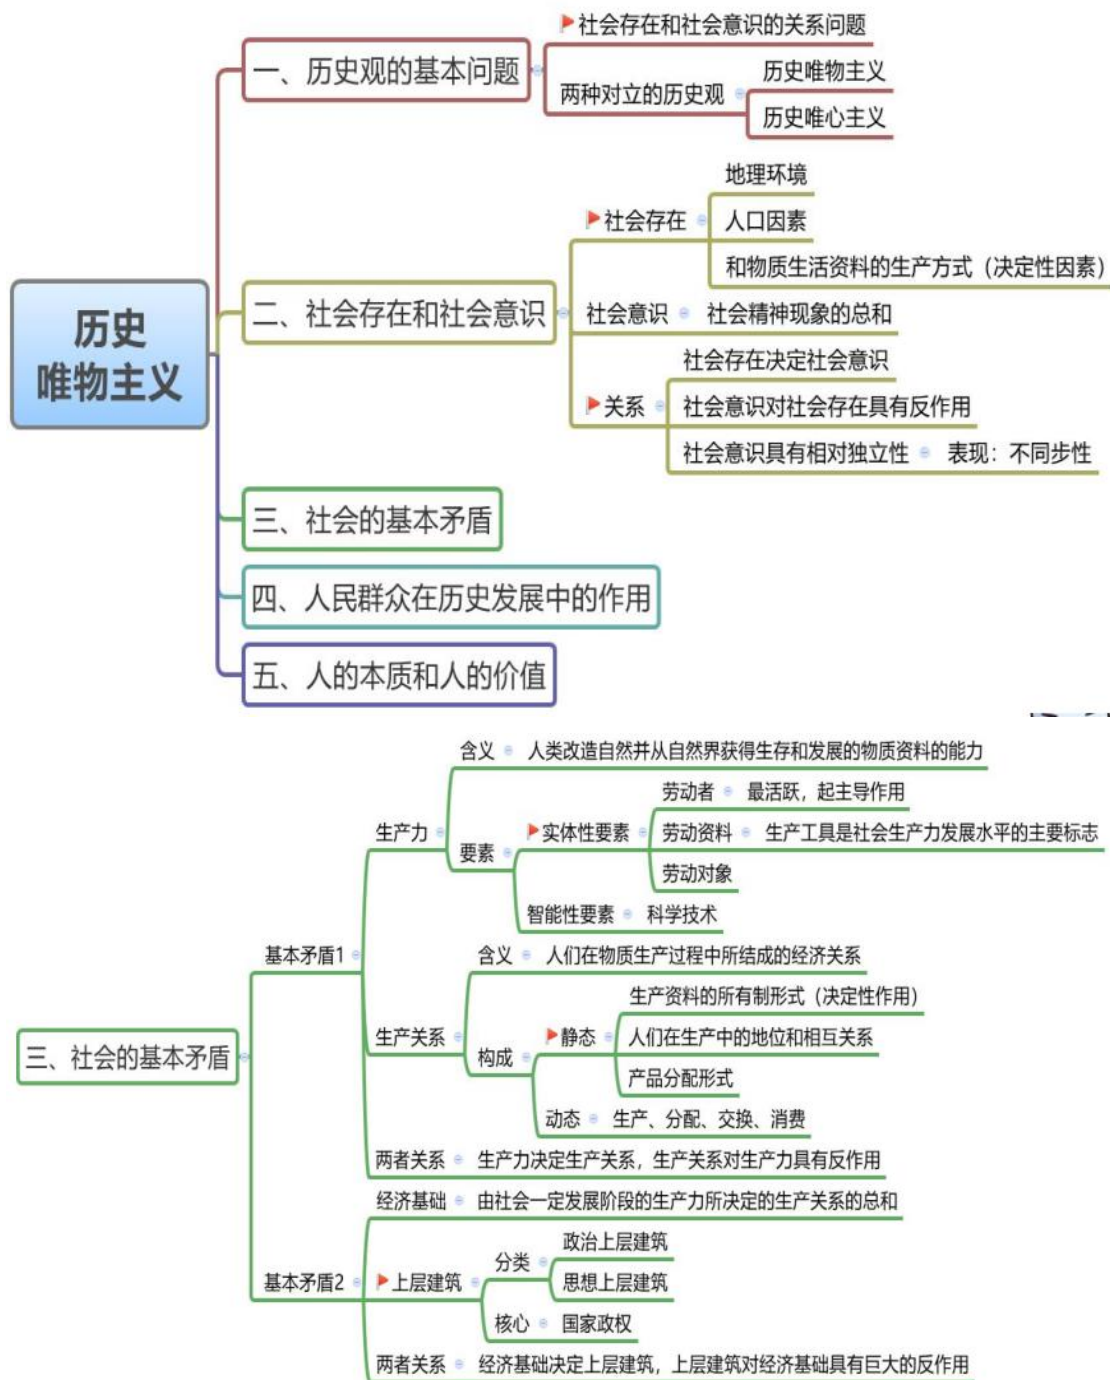 社会存在和社会意识的关系问题
一、历史观的基本问题
两种对立的历史观
历史唯物主义
历史唯心主义
历史
唯物主义
二、社会存在和社会意识
社会存在
地理环境
人口因素
和物质生活资料的生产方式（决定性因素）
社会意识
社会精神现象的总和
关系
社会存在决定社会意识
社会意识对社会存在具有反作用
社会意识具有相对独立性
表现：不同步性
三、社会的基本矛盾
四、人民群众在历史发展中的作用
五、人的本质和人的价值
三、社会的基本矛盾
基本矛盾1
生产力
含义
人类改造自然并从自然界获得生存和发展的物质资料的能力
要素
实体性要素
劳动者
最活跃，起主导作用
劳动资料
生产工具是社会生产力发展水平的主要标志
劳动对象
智能性要素
科学技术
生产关系
含义
人们在物质生产过程中所结成的经济关系
构成
静态
生产资料的所有制形式（决定性作用）
人们在生产中的地位和相互关系
产品分配形式
动态
生产、分配、交换、消费
两者关系
生产力决定生产关系，生产关系对生产力具有反作用
基本矛盾2
经济基础
由社会一定发展阶段的生产力所决定的生产关系的总和
上层建筑
分类
政治上层建筑
思想上层建筑
核心
国家政权
两者关系
经济基础决定上层建筑，上层建筑对经济基础具有巨大的反作用